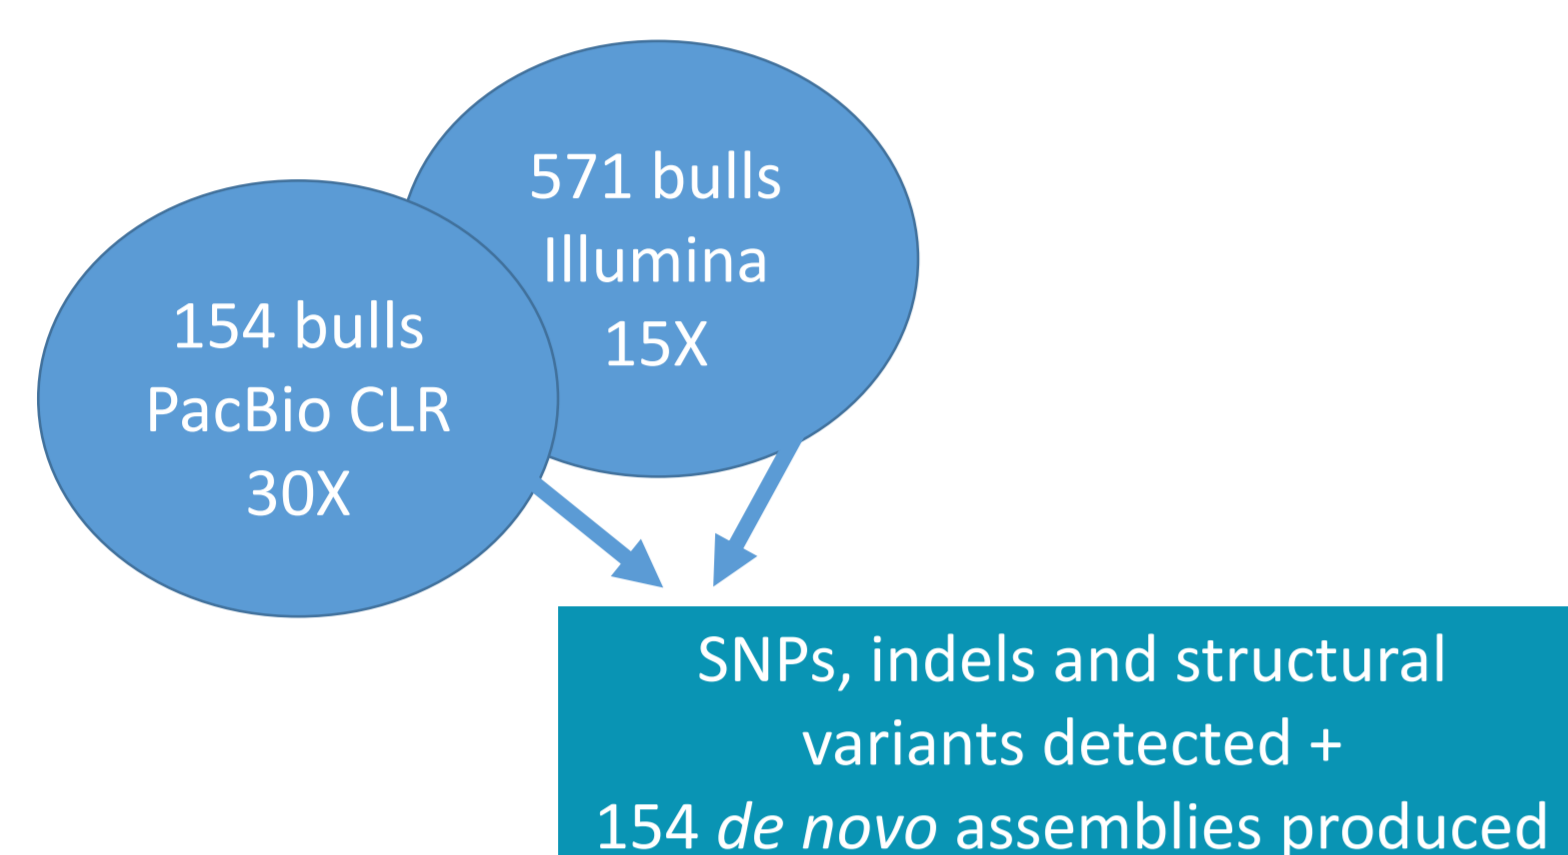 571 bulls
Illumina
15X
154 bulls
PacBio CLR
30X
SNPs, indels and structural
variants detected +
154 de novo assemblies produced